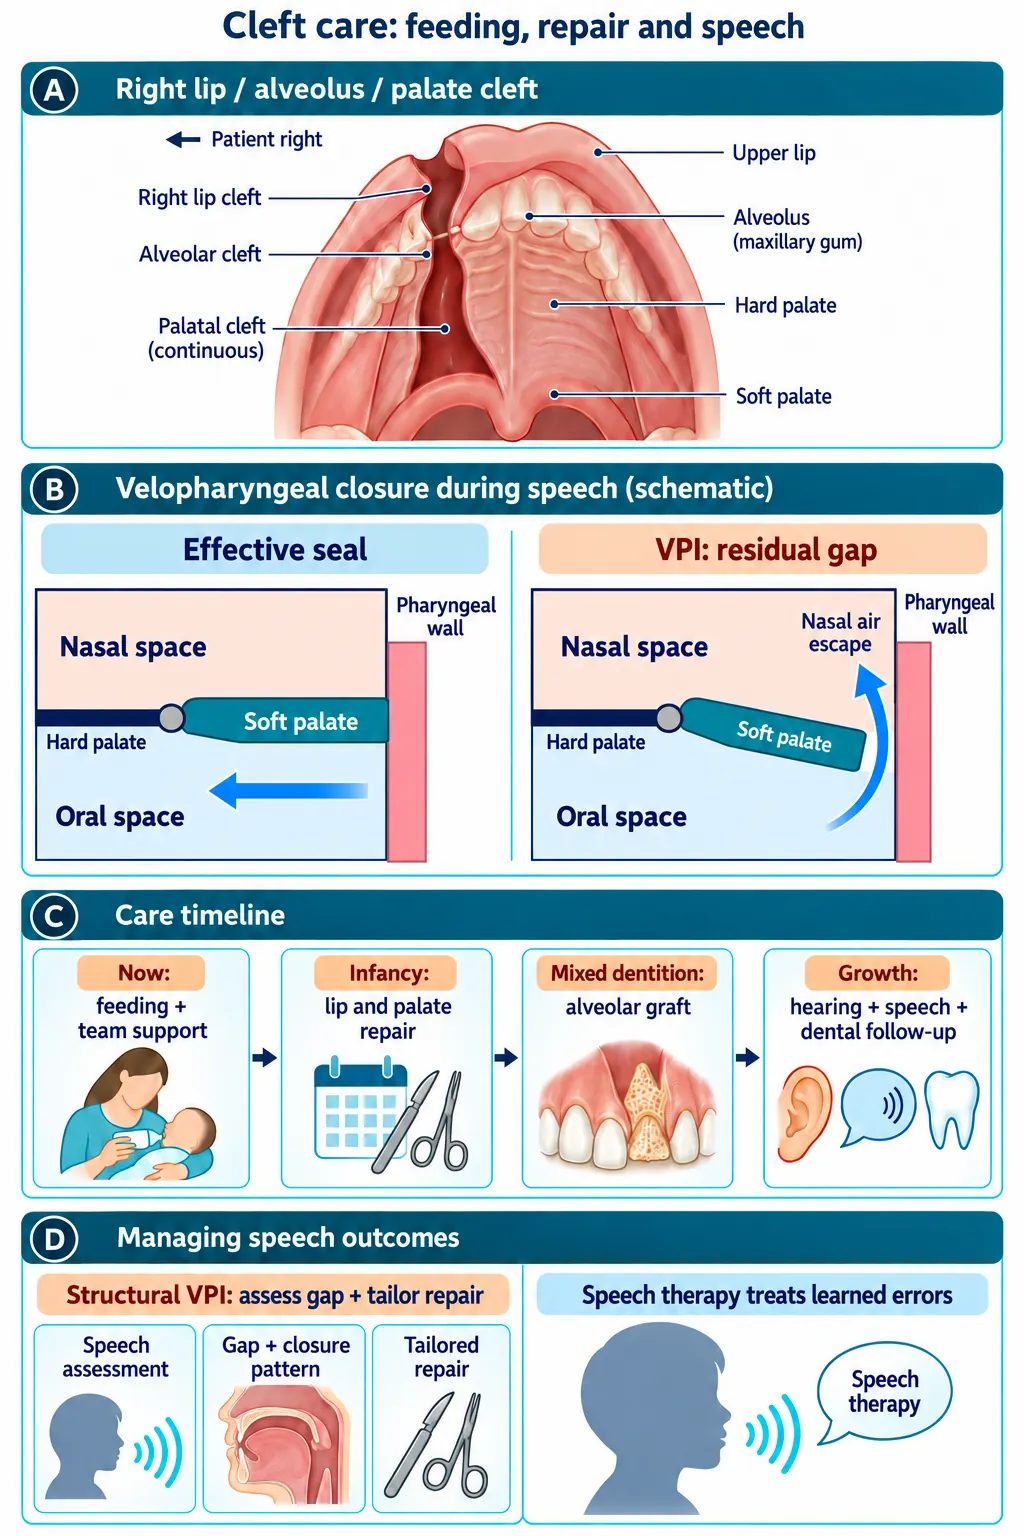 Cleft care: feeding, repair and speech
A
Right lip / alveolus / palate cleft
Patient right
Right lip cleft
Alveolar cleft
Palatal cleft
(continuous)
Upper lip
Alveolus
(maxillary gum)
Hard palate
Soft palate
B
Velopharyngeal closure during speech (schematic)
Effective seal
Nasal space
Pharyngeal
wall
Soft palate
Hard palate
Oral space
VPI: residual gap
Nasal space
Nasal air
escape
Pharyngeal
wall
Soft palate
Hard palate
Oral space
C
Care timeline
Now:
feeding +
team support
Infancy:
lip and palate
repair
Mixed dentition:
alveolar graft
Growth:
hearing + speech +
dental follow-up
D
Managing speech outcomes
Structural VPI: assess gap + tailor repair
Speech
assessment
Gap + closure
pattern
Tailored
repair
Speech therapy treats learned errors
Speech
therapy